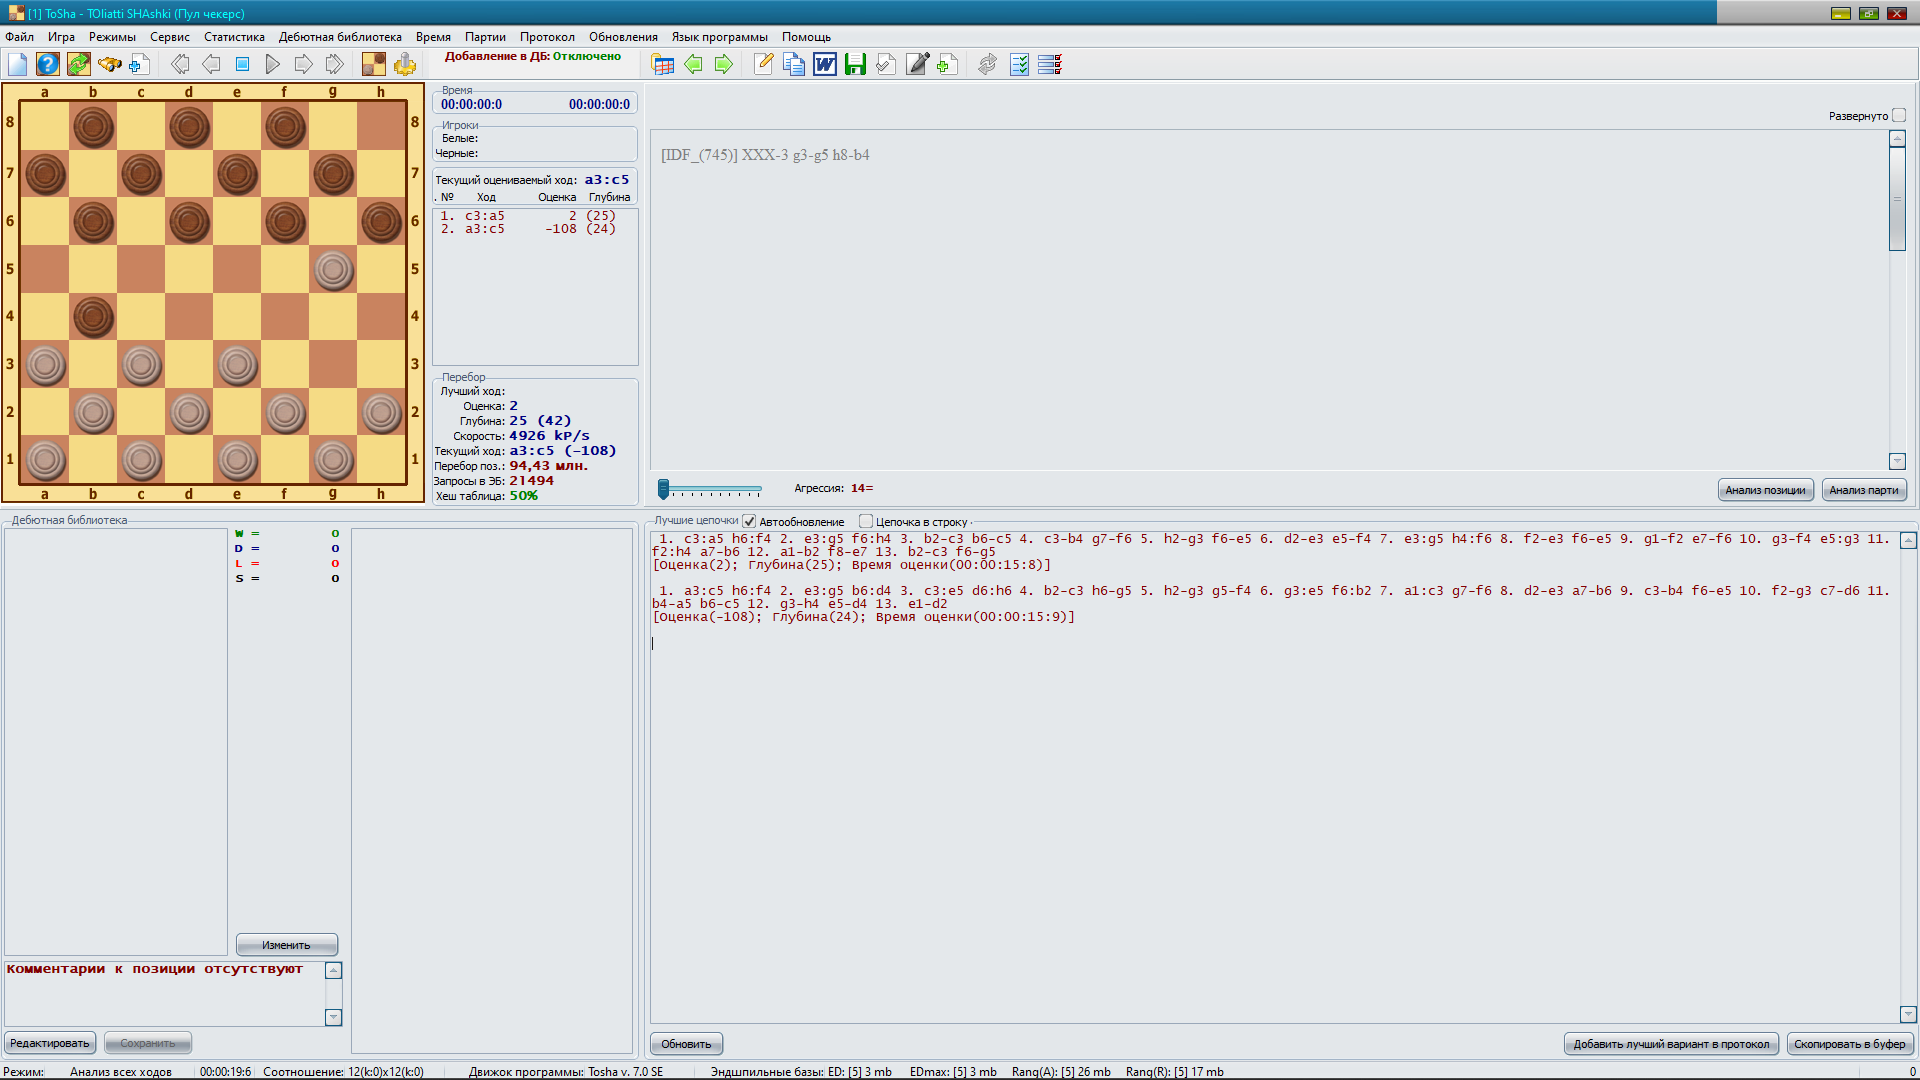 [1] ToSha - TOliatti SHAshki (Пул чекерс)
Файл Игра Режимы Сервис Статистика Дебютная библиотека Время Партии Протокол Обновления Язык программы Помощь
Добавление в ДБ: Отключено
a b c d e f g h
8 8
7 7
6 6
5 5
4 4
3 3
2 2
1 1
a b c d e f g h
Время
00:00:00:0 00:00:00:0
Игроки
Белые:
Черные:
Текущий оцениваемый ход: a3:c5
. № Ход Оценка Глубина
1. c3:a5 2 (25)
2. a3:c5 -108 (24)
Перебор
Лучший ход:
Оценка: 2
Глубина: 25 (42)
Скорость: 4926 kP/s
Текущий ход: a3:c5 (-108)
Перебор поз.: 94,43 млн.
Запросы в ЭБ: 21494
Хеш таблица: 50%
Развернуто
[IDF_(745)] XXX-3 g3-g5 h8-b4
Агрессия: 14=
Анализ позиции Анализ парти
Дебютная библиотека
W = 0
D = 0
L = 0
S = 0
Изменить
Комментарии к позиции отсутствуют
Редактировать Сохранить
Лучшие цепочки Автообновление Цепочка в строку
1. c3:a5 h6:f4 2. e3:g5 f6:h4 3. b2-c3 b6-c5 4. c3-b4 g7-f6 5. h2-g3 f6-e5 6. d2-e3 e5-f4 7. e3:g5 h4:f6 8. f2-e3 f6-e5 9. g1-f2 e7-f6 10. g3-f4 e5:g3 11.
f2:h4 a7-b6 12. a1-b2 f8-e7 13. b2-c3 f6-g5
[Оценка(2); Глубина(25); Время оценки(00:00:15:8)]
1. a3:c5 h6:f4 2. e3:g5 b6:d4 3. c3:e5 d6:h6 4. b2-c3 h6-g5 5. h2-g3 g5-f4 6. g3:e5 f6:b2 7. a1:c3 g7-f6 8. d2-e3 a7-b6 9. c3-b4 f6-e5 10. f2-g3 c7-d6 11.
b4-a5 b6-c5 12. g3-h4 e5-d4 13. e1-d2
[Оценка(-108); Глубина(24); Время оценки(00:00:15:9)]
Обновить Добавить лучший вариант в протокол Скопировать в буфер
Режим: Анализ всех ходов 00:00:19:6 Соотношение: 12(k:0)x12(k:0) Движок программы: Tosha v. 7.0 SE Эндшпильные базы: ED: [5] 3 mb EDmax: [5] 3 mb Rang(A): [5] 26 mb Rang(R): [5] 17 mb 0